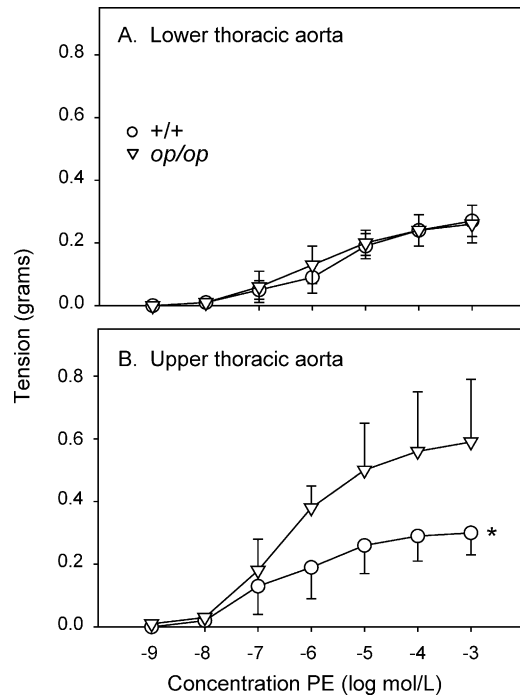 A. Lower thoracic aorta
0.8
+/+
0.6
op/op
0.4
0.2
0.0
Tension (grams)
B. Upper thoracic aorta
0.8
0.6
0.4
*
0.2
0.0
-9 -8 -7 -6 -5 -4 -3
Concentration PE (log mol/L)